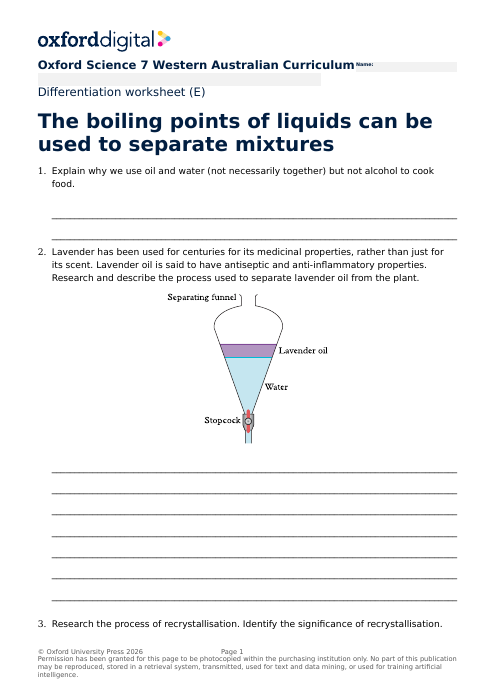 oxforddigital
Oxford Science 7 Western Australian Curriculum Name:
Differentiation worksheet (E)
The boiling points of liquids can be
used to separate mixtures
1. Explain why we use oil and water (not necessarily together) but not alcohol to cook
food.
2. Lavender has been used for centuries for its medicinal properties, rather than just for
its scent. Lavender oil is said to have antiseptic and anti-inflammatory properties.
Research and describe the process used to separate lavender oil from the plant.
Separating funnel
Lavender oil
Water
Stopcock
3. Research the process of recrystallisation. Identify the significance of recrystallisation.
© Oxford University Press 2026 Page 1
Permission has been granted for this page to be photocopied within the purchasing institution only. No part of this publication
may be reproduced, stored in a retrieval system, transmitted, used for text and data mining, or used for training artificial
intelligence.